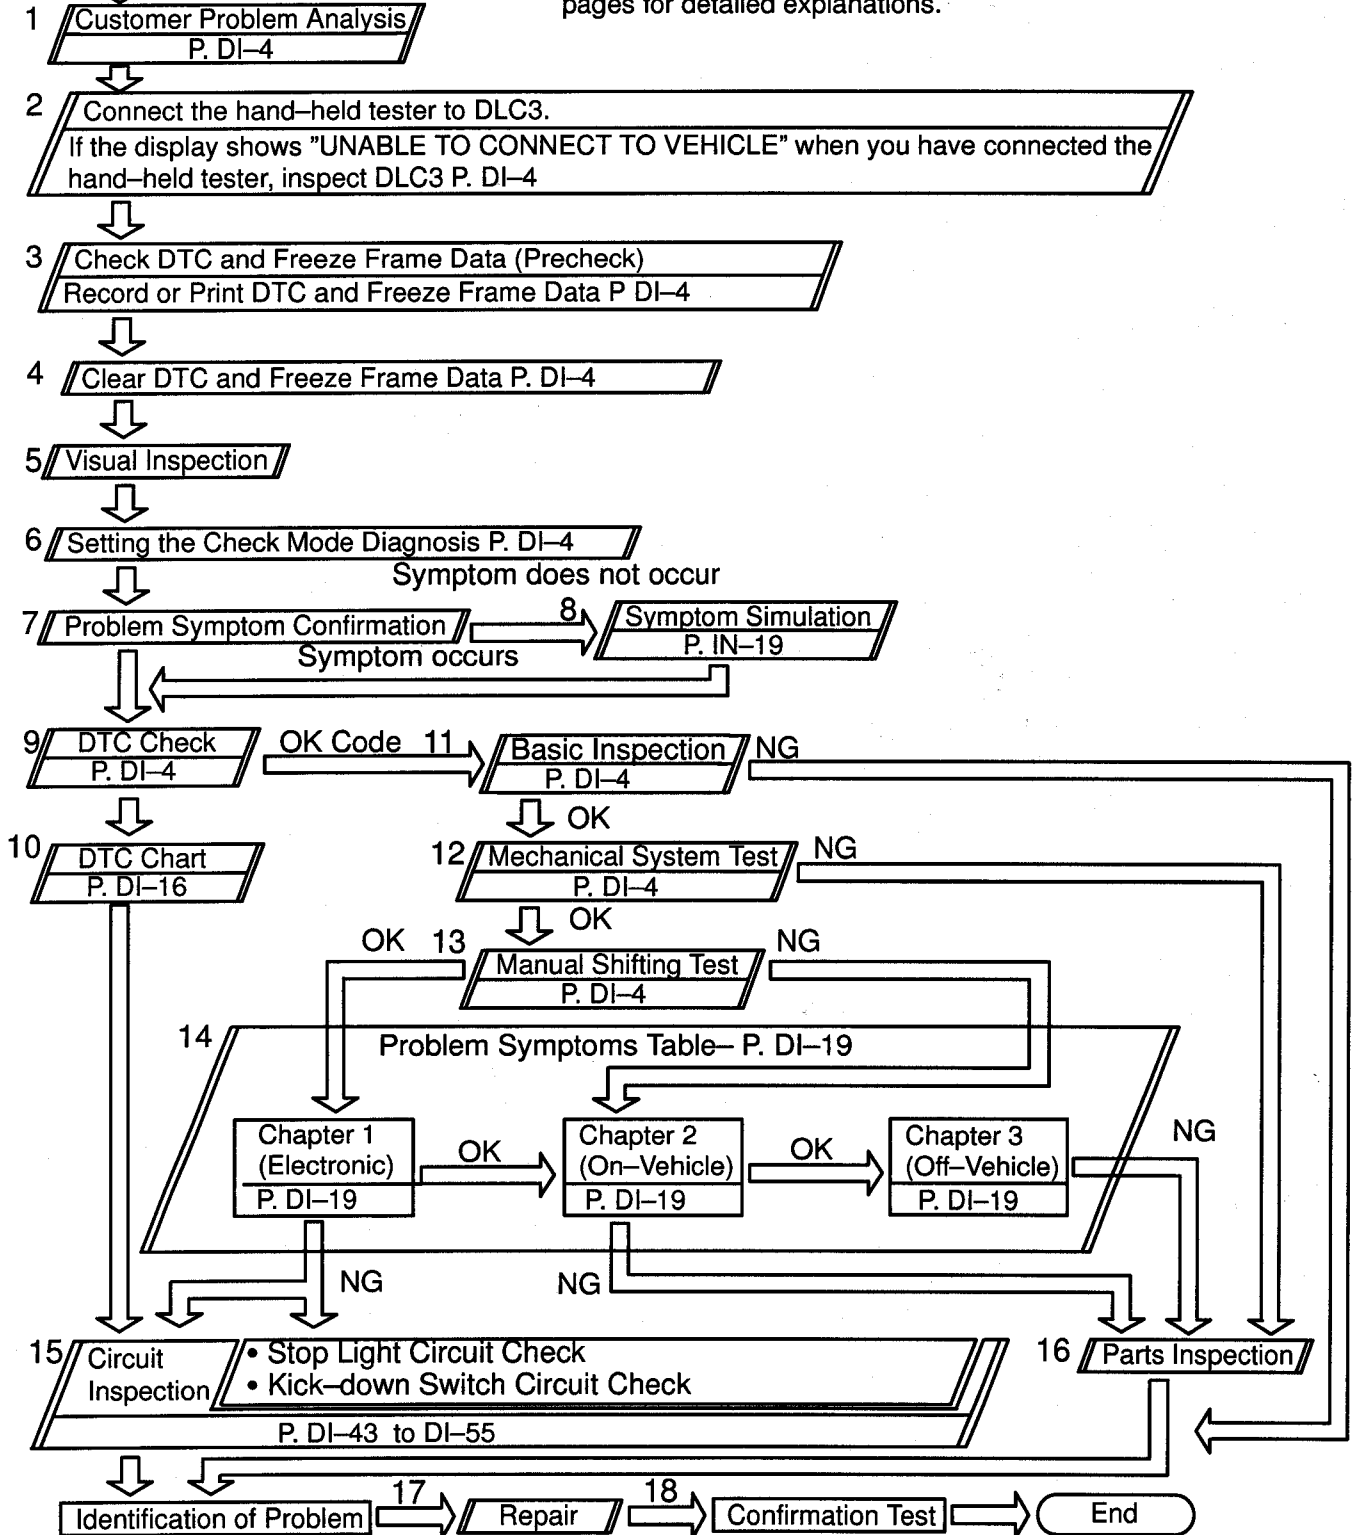 pages for detailed explanations.
1
Customer Problem Analysis
P. DI–4
2
Connect the hand–held tester to DLC3.
If the display shows ”UNABLE TO CONNECT TO VEHICLE” when you have connected the
hand–held tester, inspect DLC3 P. DI–4
3
Check DTC and Freeze Frame Data (Precheck)
Record or Print DTC and Freeze Frame Data P DI–4
4
Clear DTC and Freeze Frame Data P. DI–4
5
Visual Inspection
6
Setting the Check Mode Diagnosis P. DI–4
Symptom does not occur
7
Problem Symptom Confirmation
8
Symptom Simulation
P. IN–19
Symptom occurs
9
DTC Check
P. DI–4
OK Code
11
Basic Inspection
P. DI–4
NG
OK
10
DTC Chart
P. DI–16
12
Mechanical System Test
P. DI–4
NG
OK
OK
13
Manual Shifting Test
P. DI–4
NG
14
Problem Symptoms Table– P. DI–19
Chapter 1
(Electronic)
P. DI–19
OK
Chapter 2
(On–Vehicle)
P. DI–19
OK
Chapter 3
(Off–Vehicle)
P. DI–19
NG
NG
NG
15
Circuit
Inspection
• Stop Light Circuit Check
• Kick–down Switch Circuit Check
P. DI–43 to DI–55
16
Parts Inspection
Identification of Problem
17
Repair
18
Confirmation Test
End